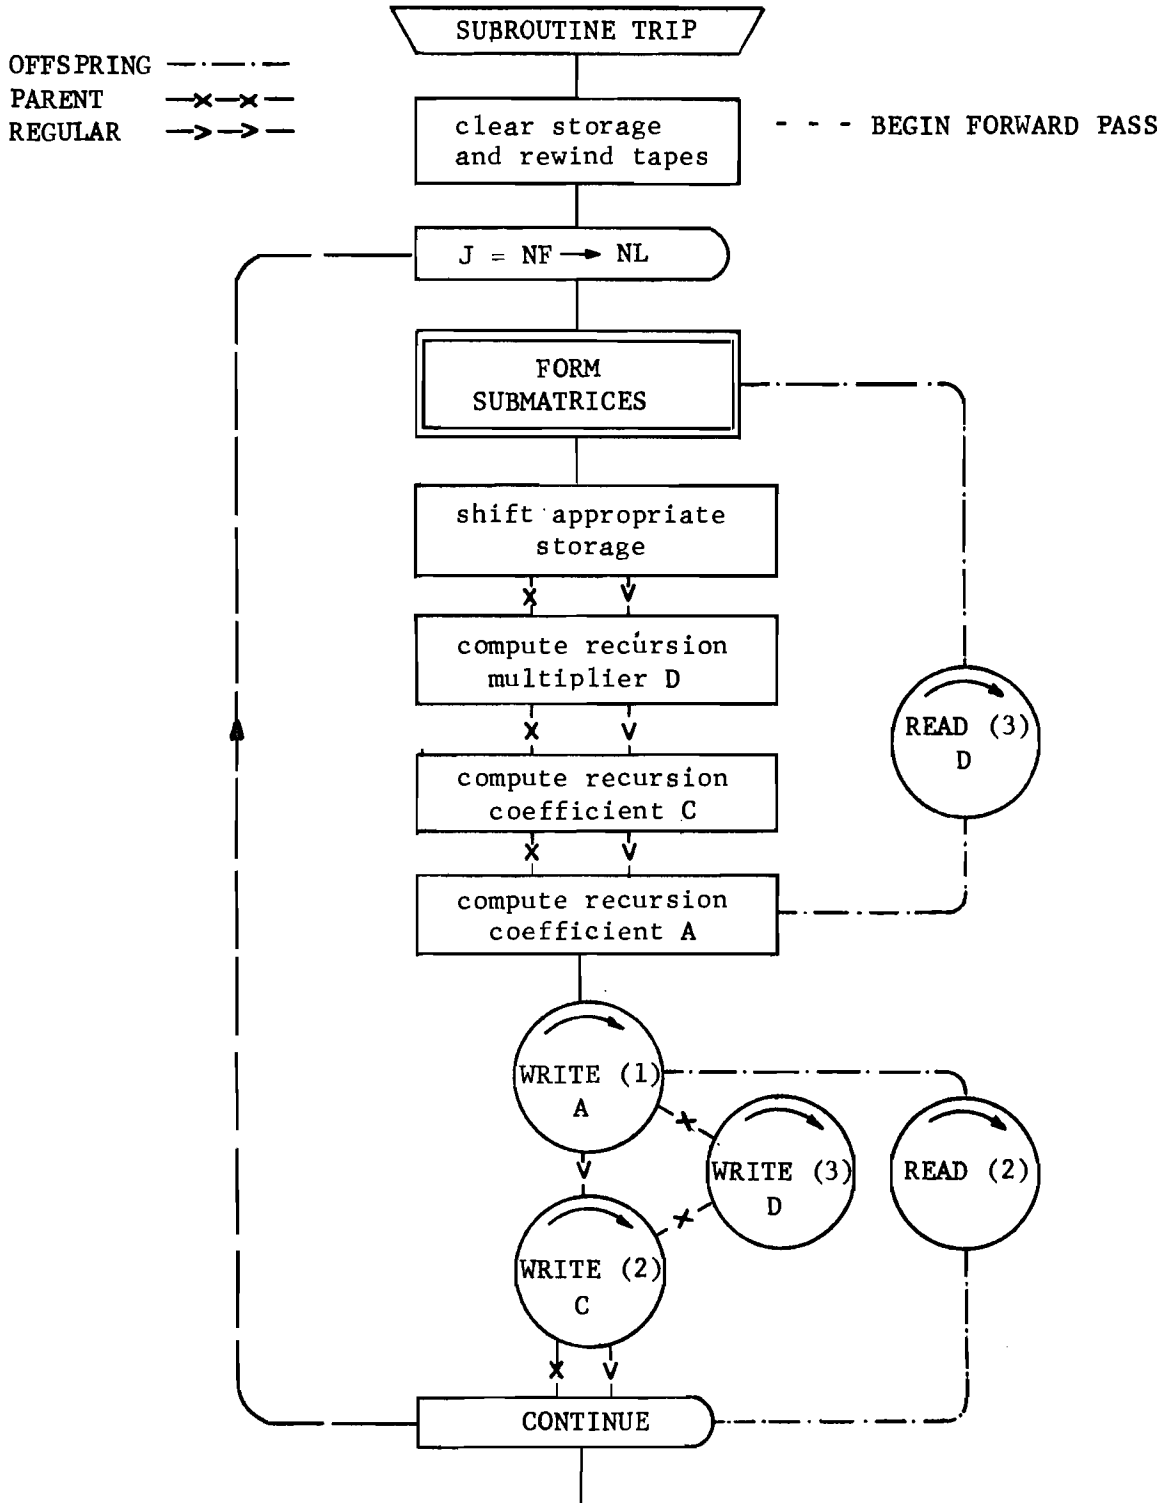 SUBROUTINE TRIP
OFFSPRING
PARENT
REGULAR
clear storage
and rewind tapes
- - - BEGIN FORWARD PASS
J = NF → NL
FORM
SUBMATRICES
shift appropriate
storage
compute recursion
multiplier D
READ (3)
D
compute recursion
coefficient C
compute recursion
coefficient A
WRITE (1)
A
WRITE (3)
D
READ (2)
WRITE (2)
C
CONTINUE